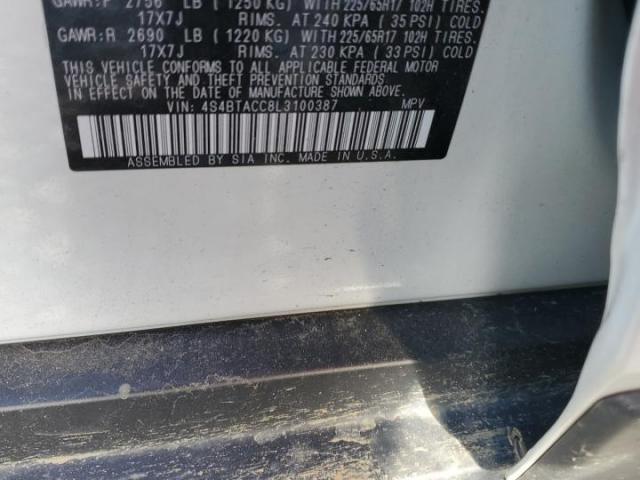 GAWR:F 2756 LB ( 1250 KG) WITH 225/65R17 102H TIRES.
17X7J RIMS. AT 240 KPA ( 35 PSI) COLD
GAWR:R 2690 LB ( 1220 KG) WITH 225/65R17 102H TIRES.
17X7J RIMS. AT 230 KPA ( 33 PSI) COLD
THIS VEHICLE CONFORMS TO ALL APPLICABLE FEDERAL MOTOR
VEHICLE SAFETY AND THEFT PREVENTION STANDARDS
IN EFFECT ON THE DATE OF MANUFACTURE SHOWN ABOVE.
VIN: 4S4BTACC8L3100387 MPV
ASSEMBLED BY SIA INC. MADE IN U.S.A.